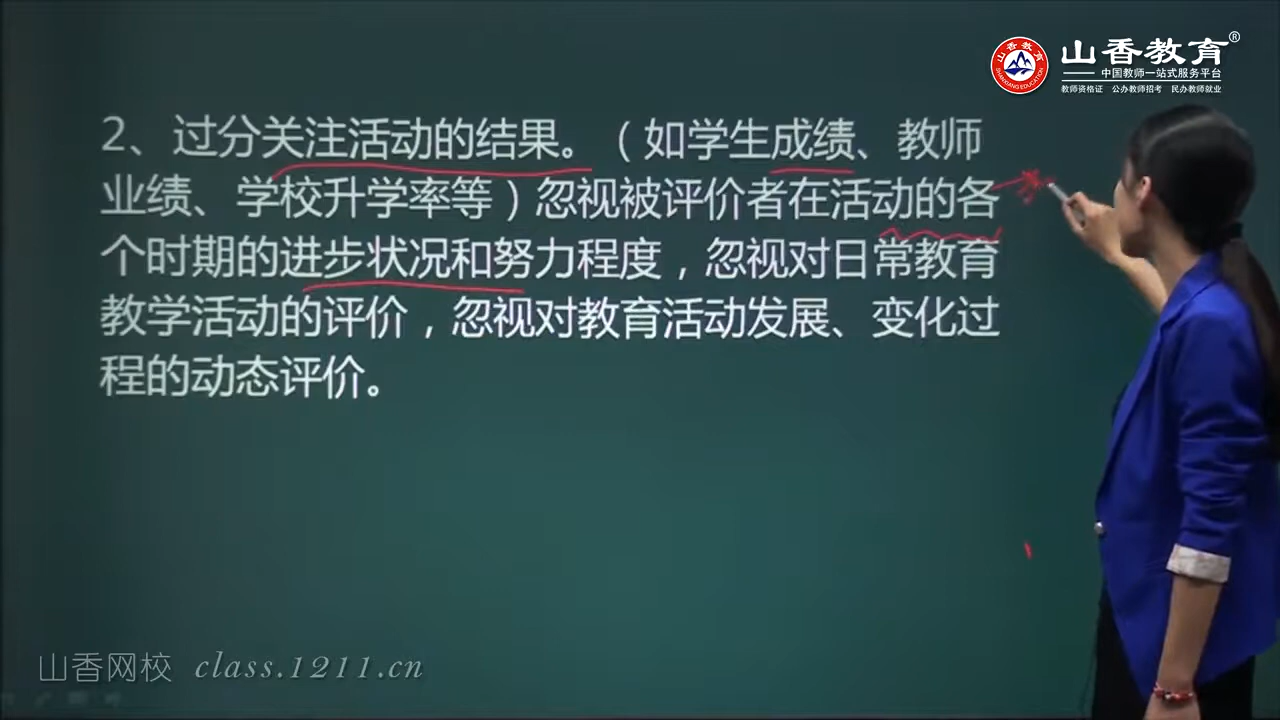 山香教育®
中国教师一站式服务平台
教师资格证 公办教师招考 民办教师就业
山香教育
SHANXIANG EDUCATION
2、过分关注活动的结果。（如学生成绩、教师
业绩、学校升学率等）忽视被评价者在活动的各
个时期的进步状况和努力程度，忽视对日常教育
教学活动的评价，忽视对教育活动发展、变化过
程的动态评价。
山香网校 class.1211.cn